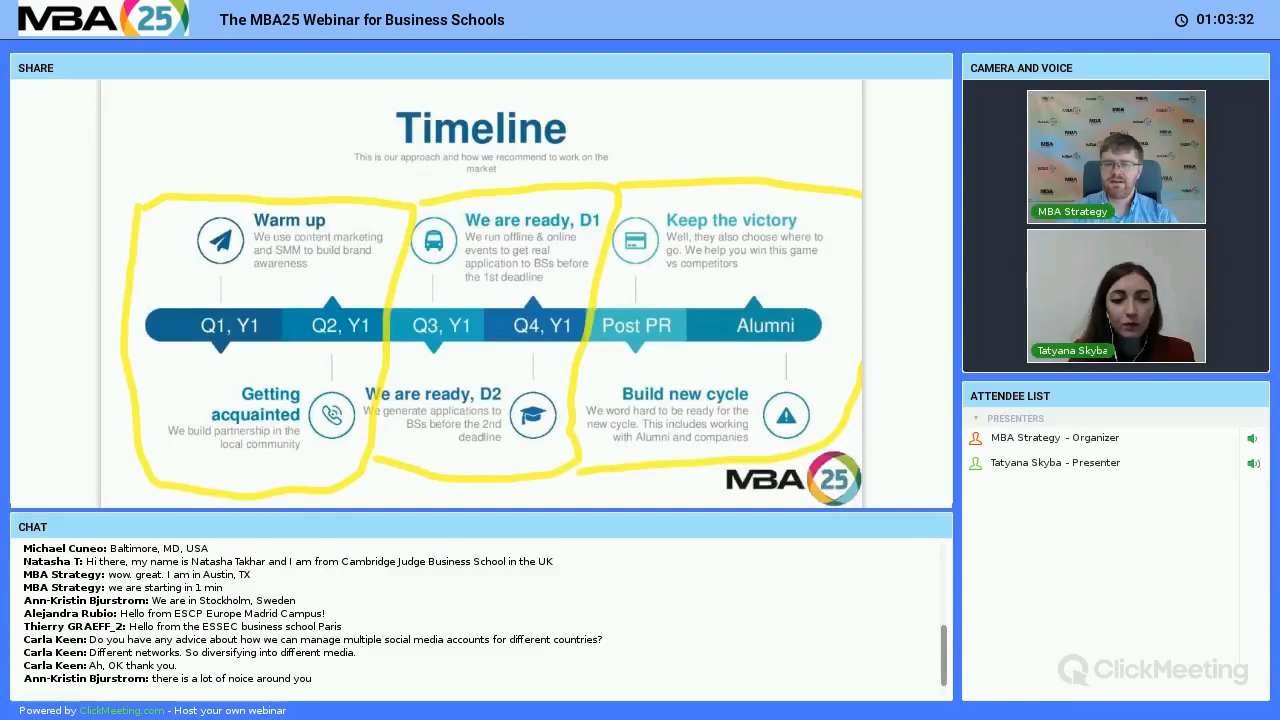 MBA 25
The MBA25 Webinar for Business Schools
01:03:32
SHARE
Timeline
This is our approach and how we recommend to work on the
market
Warm up
We use content marketing
and SMM to build brand
awareness
We are ready, D1
We run offline & online
events to get real
application to BSs before
the 1st deadline
Keep the victory
Well, they also choose where to
go. We help you win this game
vs competitors
Q1, Y1
Q2, Y1
Q3, Y1
Q4, Y1
Post PR
Alumni
Getting
acquainted
We build partnership in the
local community
We are ready, D2
We generate applications to
BSs before the 2nd
deadline
Build new cycle
We word hard to be ready for the
new cycle. This includes working
with Alumni and companies
MBA 25
CAMERA AND VOICE
MBA Strategy
Tatyana Skyba
ATTENDEE LIST
PRESENTERS
MBA Strategy - Organizer
Tatyana Skyba - Presenter
ClickMeeting
CHAT
Michael Cuneo: Baltimore, MD, USA
Natasha T: Hi there, my name is Natasha Takhar and I am from Cambridge Judge Business School in the UK
MBA Strategy: wow. great. I am in Austin, TX
MBA Strategy: we are starting in 1 min
Ann-Kristin Bjurstrom: We are in Stockholm, Sweden
Alejandra Rubio: Hello from ESCP Europe Madrid Campus!
Thierry GRAEFF_2: Hello from the ESSEC business school Paris
Carla Keen: Do you have any advice about how we can manage multiple social media accounts for different countries?
Carla Keen: Different networks. So diversifying into different media.
Carla Keen: Ah, OK thank you.
Ann-Kristin Bjurstrom: there is a lot of noice around you
Powered by ClickMeeting.com - Host your own webinar